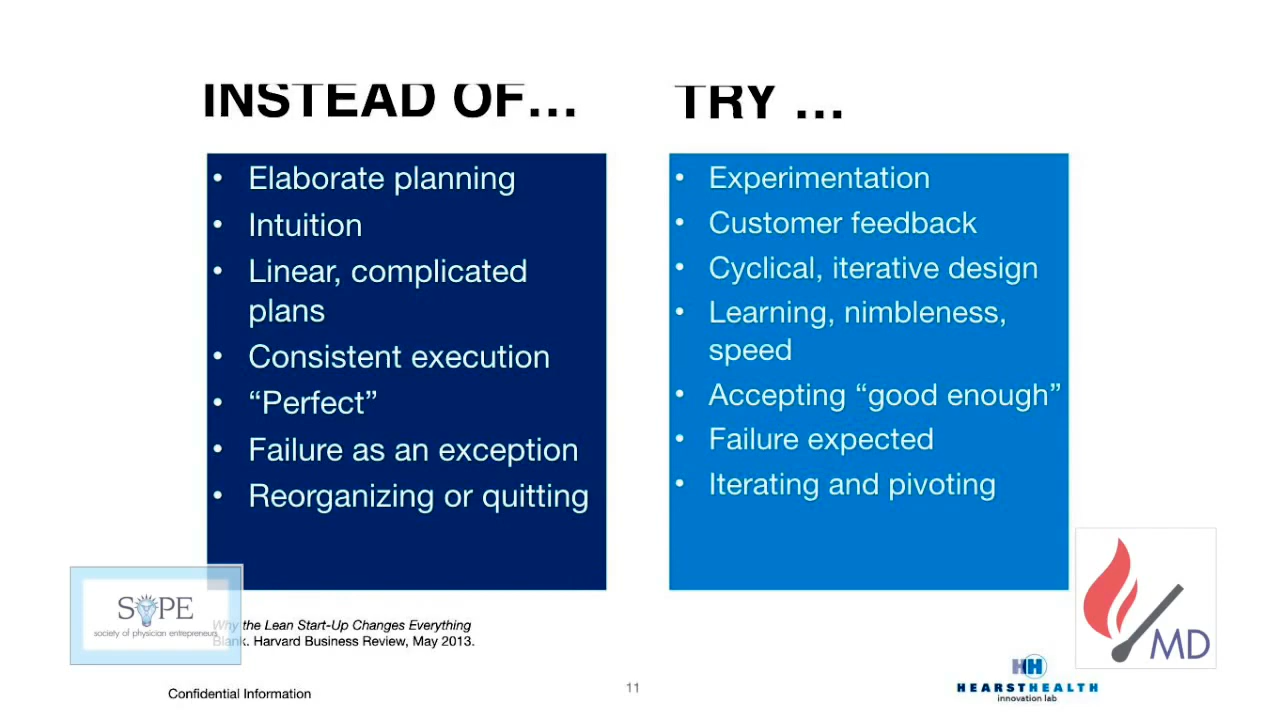 INSTEAD OF…
TRY …
• Elaborate planning
• Intuition
• Linear, complicated
plans
• Consistent execution
• “Perfect”
• Failure as an exception
• Reorganizing or quitting
• Experimentation
• Customer feedback
• Cyclical, iterative design
• Learning, nimbleness,
speed
• Accepting “good enough”
• Failure expected
• Iterating and pivoting
SOPE
society of physician entrepreneurs
Why the Lean Start-Up Changes Everything
Blank. Harvard Business Review, May 2013.
MD
Confidential Information
11
HH
HEARSTHEALTH
innovation lab